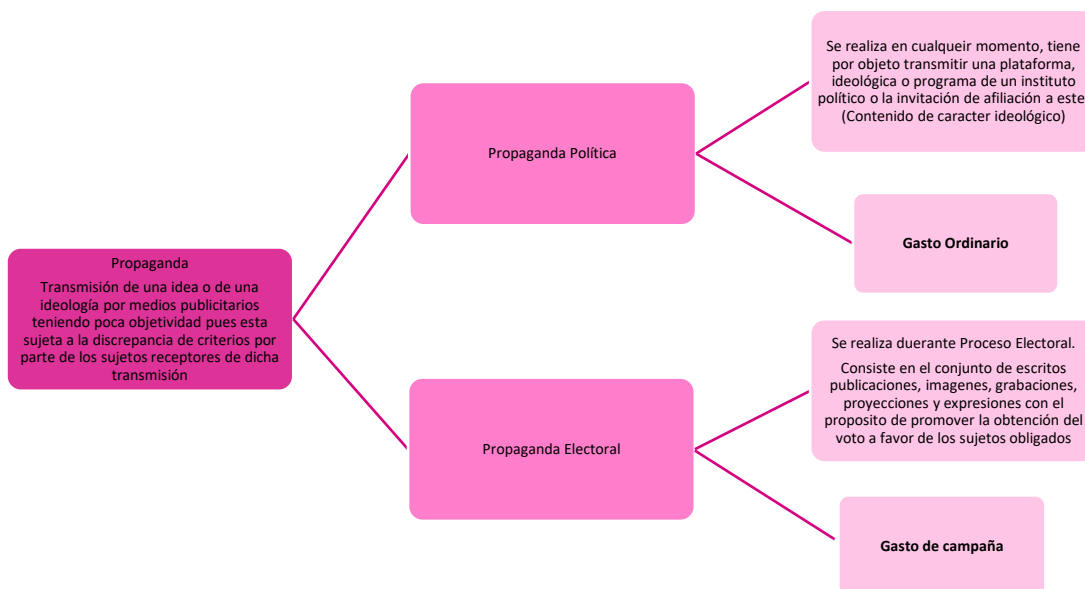 Propaganda
Transmisión de una idea o de una
ideología por medios publicitarios
teniendo poca objetividad pues esta
sujeta a la discrepancia de criterios por
parte de los sujetos receptores de dicha
transmisión
Propaganda Política
Se realiza en cualqueir momento, tiene
por objeto transmitir una plataforma,
ideológica o programa de un instituto
político o la invitación de afiliación a este
(Contenido de caracter ideológico)
Gasto Ordinario
Propaganda Electoral
Se realiza duerante Proceso Electoral.
Consiste en el conjunto de escritos
publicaciones, imagenes, grabaciones,
proyecciones y expresiones con el
proposito de promover la obtención del
voto a favor de los sujetos obligados
Gasto de campaña